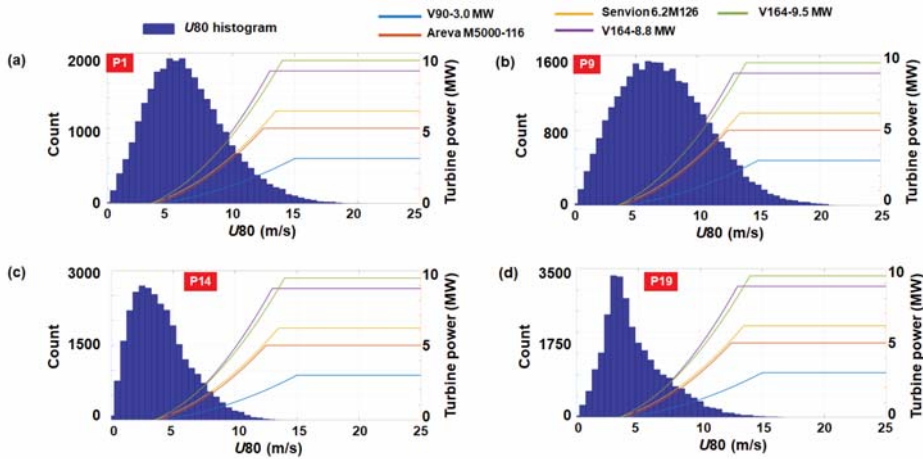 U80 histogram
V90-3.0 MW
Senvion 6.2M126
V164-9.5 MW
Areva M5000-116
V164-8.8 MW
(a)
P1
2000
1000
0
Count
10
5
0
Turbine power (MW)
0 5 10 15 20 25
U80 (m/s)
(b)
P9
1600
800
0
Count
10
5
0
Turbine power (MW)
0 5 10 15 20 25
U80 (m/s)
(c)
P14
3000
1500
0
Count
10
5
0
Turbine power (MW)
0 5 10 15 20 25
U80 (m/s)
(d)
P19
3500
1750
0
Count
10
5
0
Turbine power (MW)
0 5 10 15 20 25
U80 (m/s)